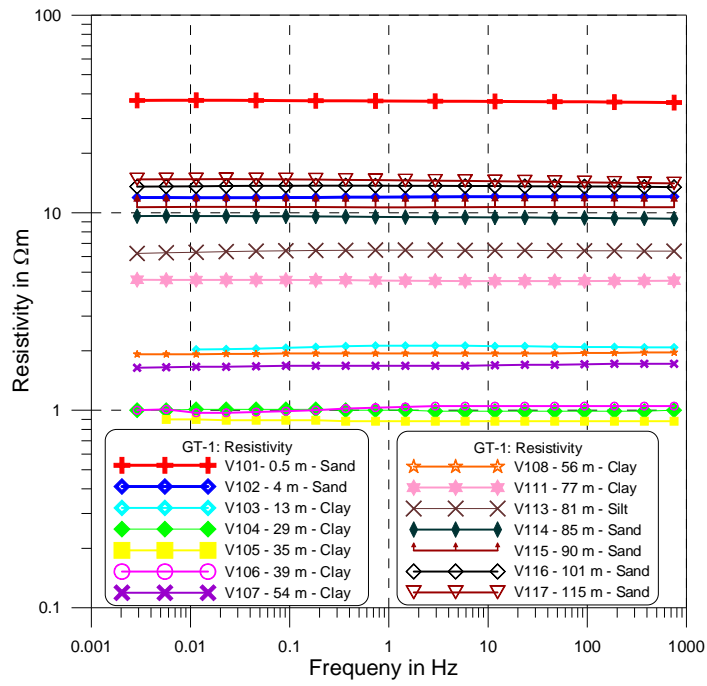 100
10
1
0.1
Resistivity in Ωm
GT-1: Resistivity
V101- 0.5 m - Sand
V102 - 4 m - Sand
V103 - 13 m - Clay
V104 - 29 m - Clay
V105 - 35 m - Clay
V106 - 39 m - Clay
V107 - 54 m - Clay
GT-1: Resistivity
V108 - 56 m - Clay
V111 - 77 m - Clay
V113 - 81 m - Silt
V114 - 85 m - Sand
V115 - 90 m - Sand
V116 - 101 m - Sand
V117 - 115 m - Sand
0.001 0.01 0.1 1 10 100 1000
Frequeny in Hz